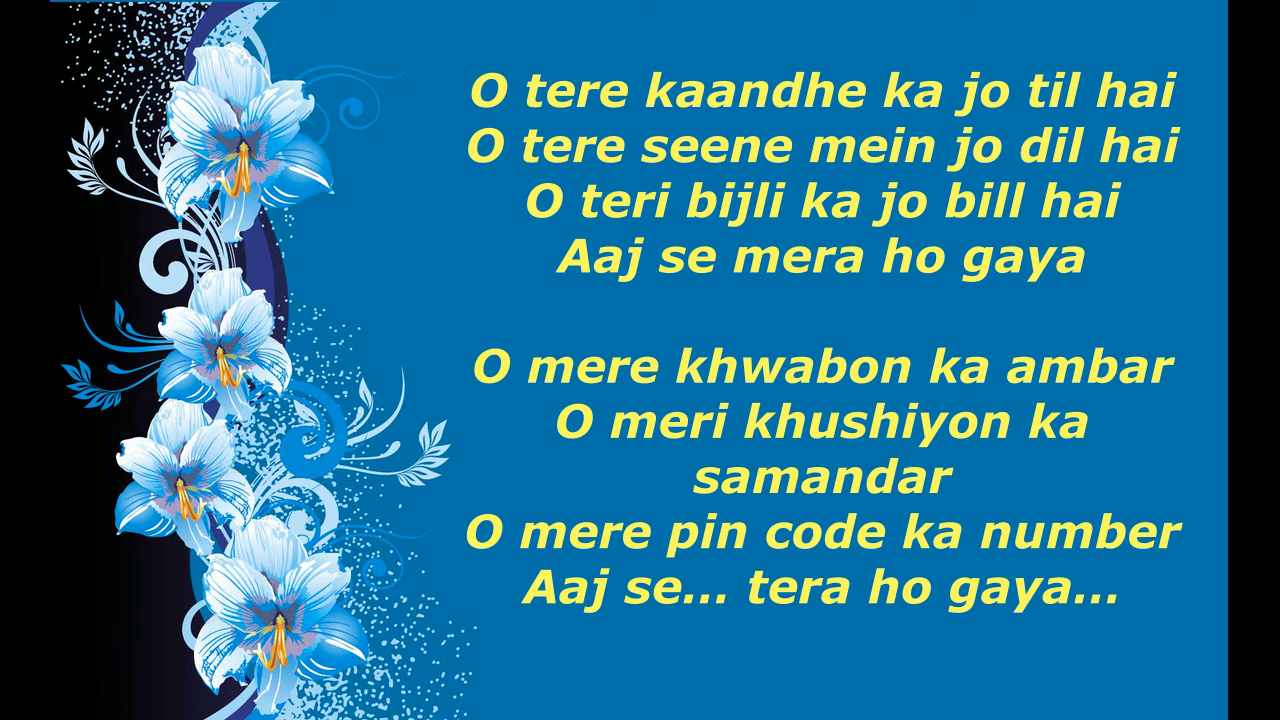 O tere kaandhe ka jo til hai
O tere seene mein jo dil hai
O teri bijli ka jo bill hai
Aaj se mera ho gaya
O mere khwabon ka ambar
O meri khushiyon ka
samandar
O mere pin code ka number
Aaj se... tera ho gaya...